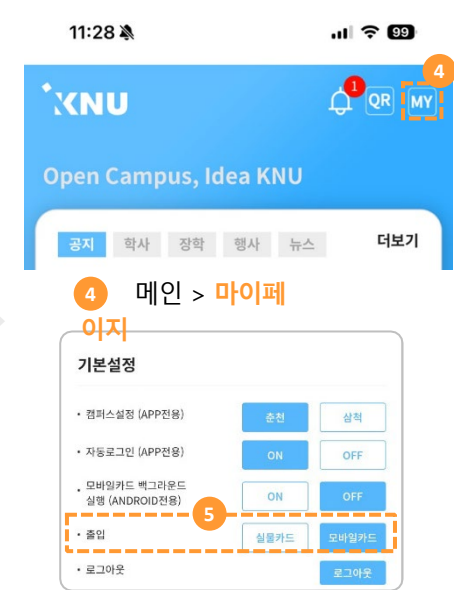 11:28
99
4
KNU
1
QR
MY
Open Campus, Idea KNU
공지 학사 장학 행사 뉴스 더보기
4 메인 > 마이페
이지
기본설정
• 캠퍼스설정 (APP전용) 춘천 삼척
• 자동로그인 (APP전용) ON OFF
• 모바일카드 백그라운드
실행 (ANDROID전용) ON OFF
5
• 출입 실물카드 모바일카드
• 로그아웃 로그아웃